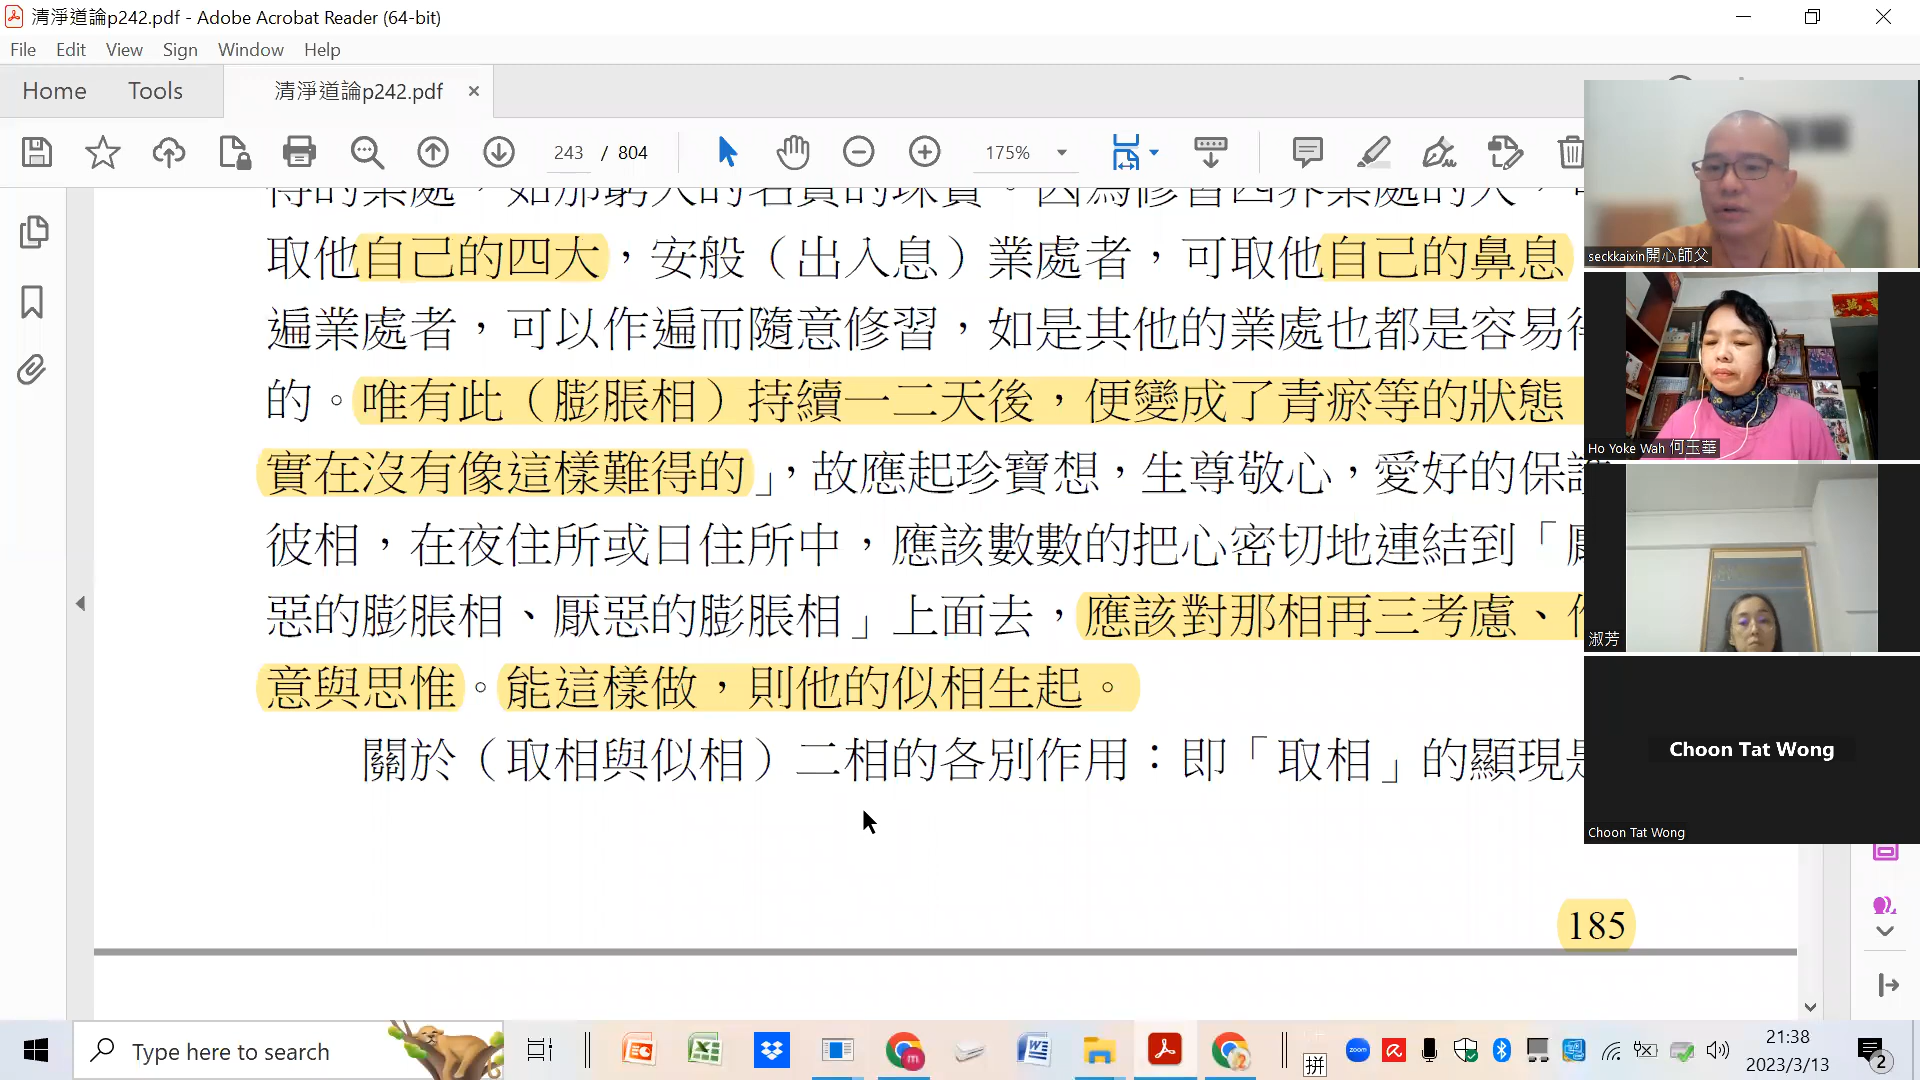 清淨道論p242.pdf - Adobe Acrobat Reader (64-bit)
File Edit View Sign Window Help
Home Tools 清淨道論p242.pdf ×
243 / 804 175%
取他自己的四大，安般（出入息）業處者，可取他自己的鼻息
遍業處者，可以作遍而隨意修習，如是其他的業處也都是容易
的。唯有此（膨脹相）持續一二天後，便變成了青瘀等的狀態
實在沒有像這樣難得的」，故應起珍寶想，生尊敬心，愛好的保
彼相，在夜住所或日住所中，應該數數的把心密切地連結到「
惡的膨脹相、厭惡的膨脹相」上面去，應該對那相再三考慮、
意與思惟。能這樣做，則他的似相生起。
關於（取相與似相）二相的各別作用：即「取相」的顯現
185
seckkaixin開心師父
Ho Yoke Wah 何玉華
淑芳
Choon Tat Wong
Choon Tat Wong
Type here to search
zoom
拼
21:38
2023/3/13
2